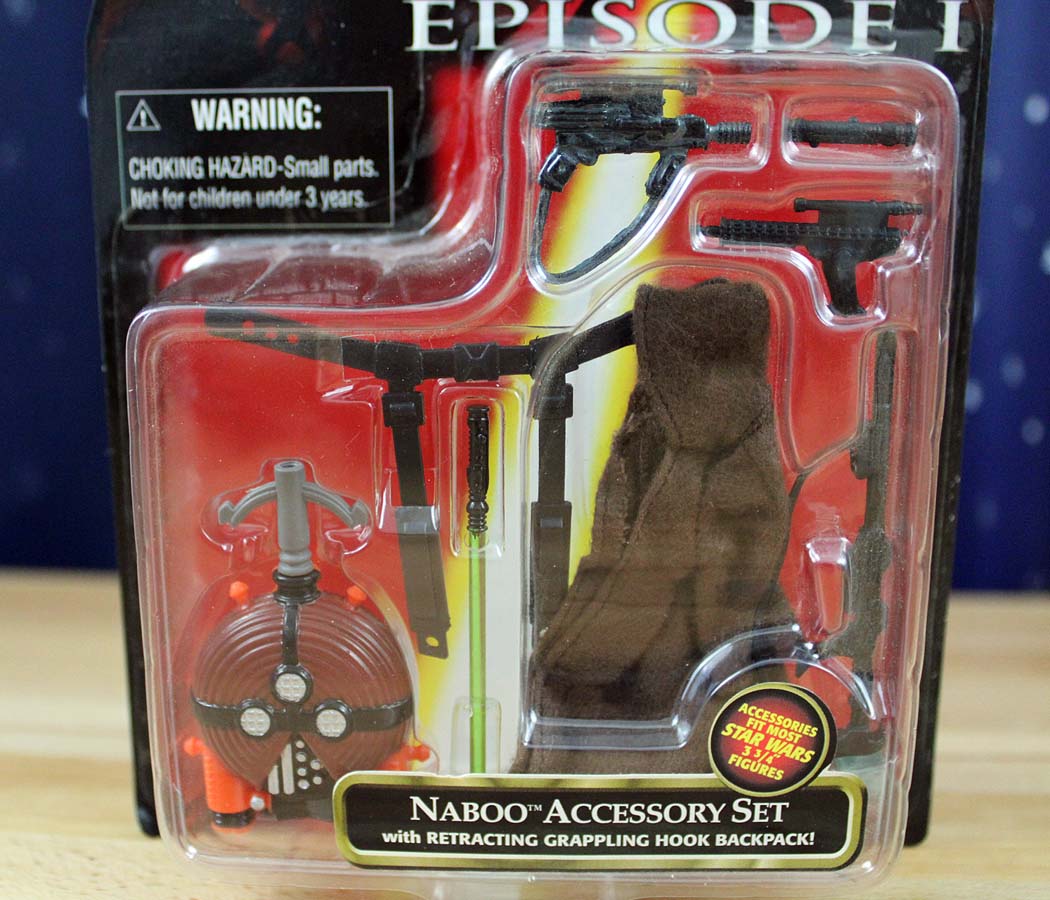 EPISODE I
WARNING:
CHOKING HAZARD-Small parts.
Not for children under 3 years.
ACCESSORIES
FIT MOST
STAR WARS
3 3/4"
FIGURES
NABOO™ ACCESSORY SET
with RETRACTING GRAPPLING HOOK BACKPACK!